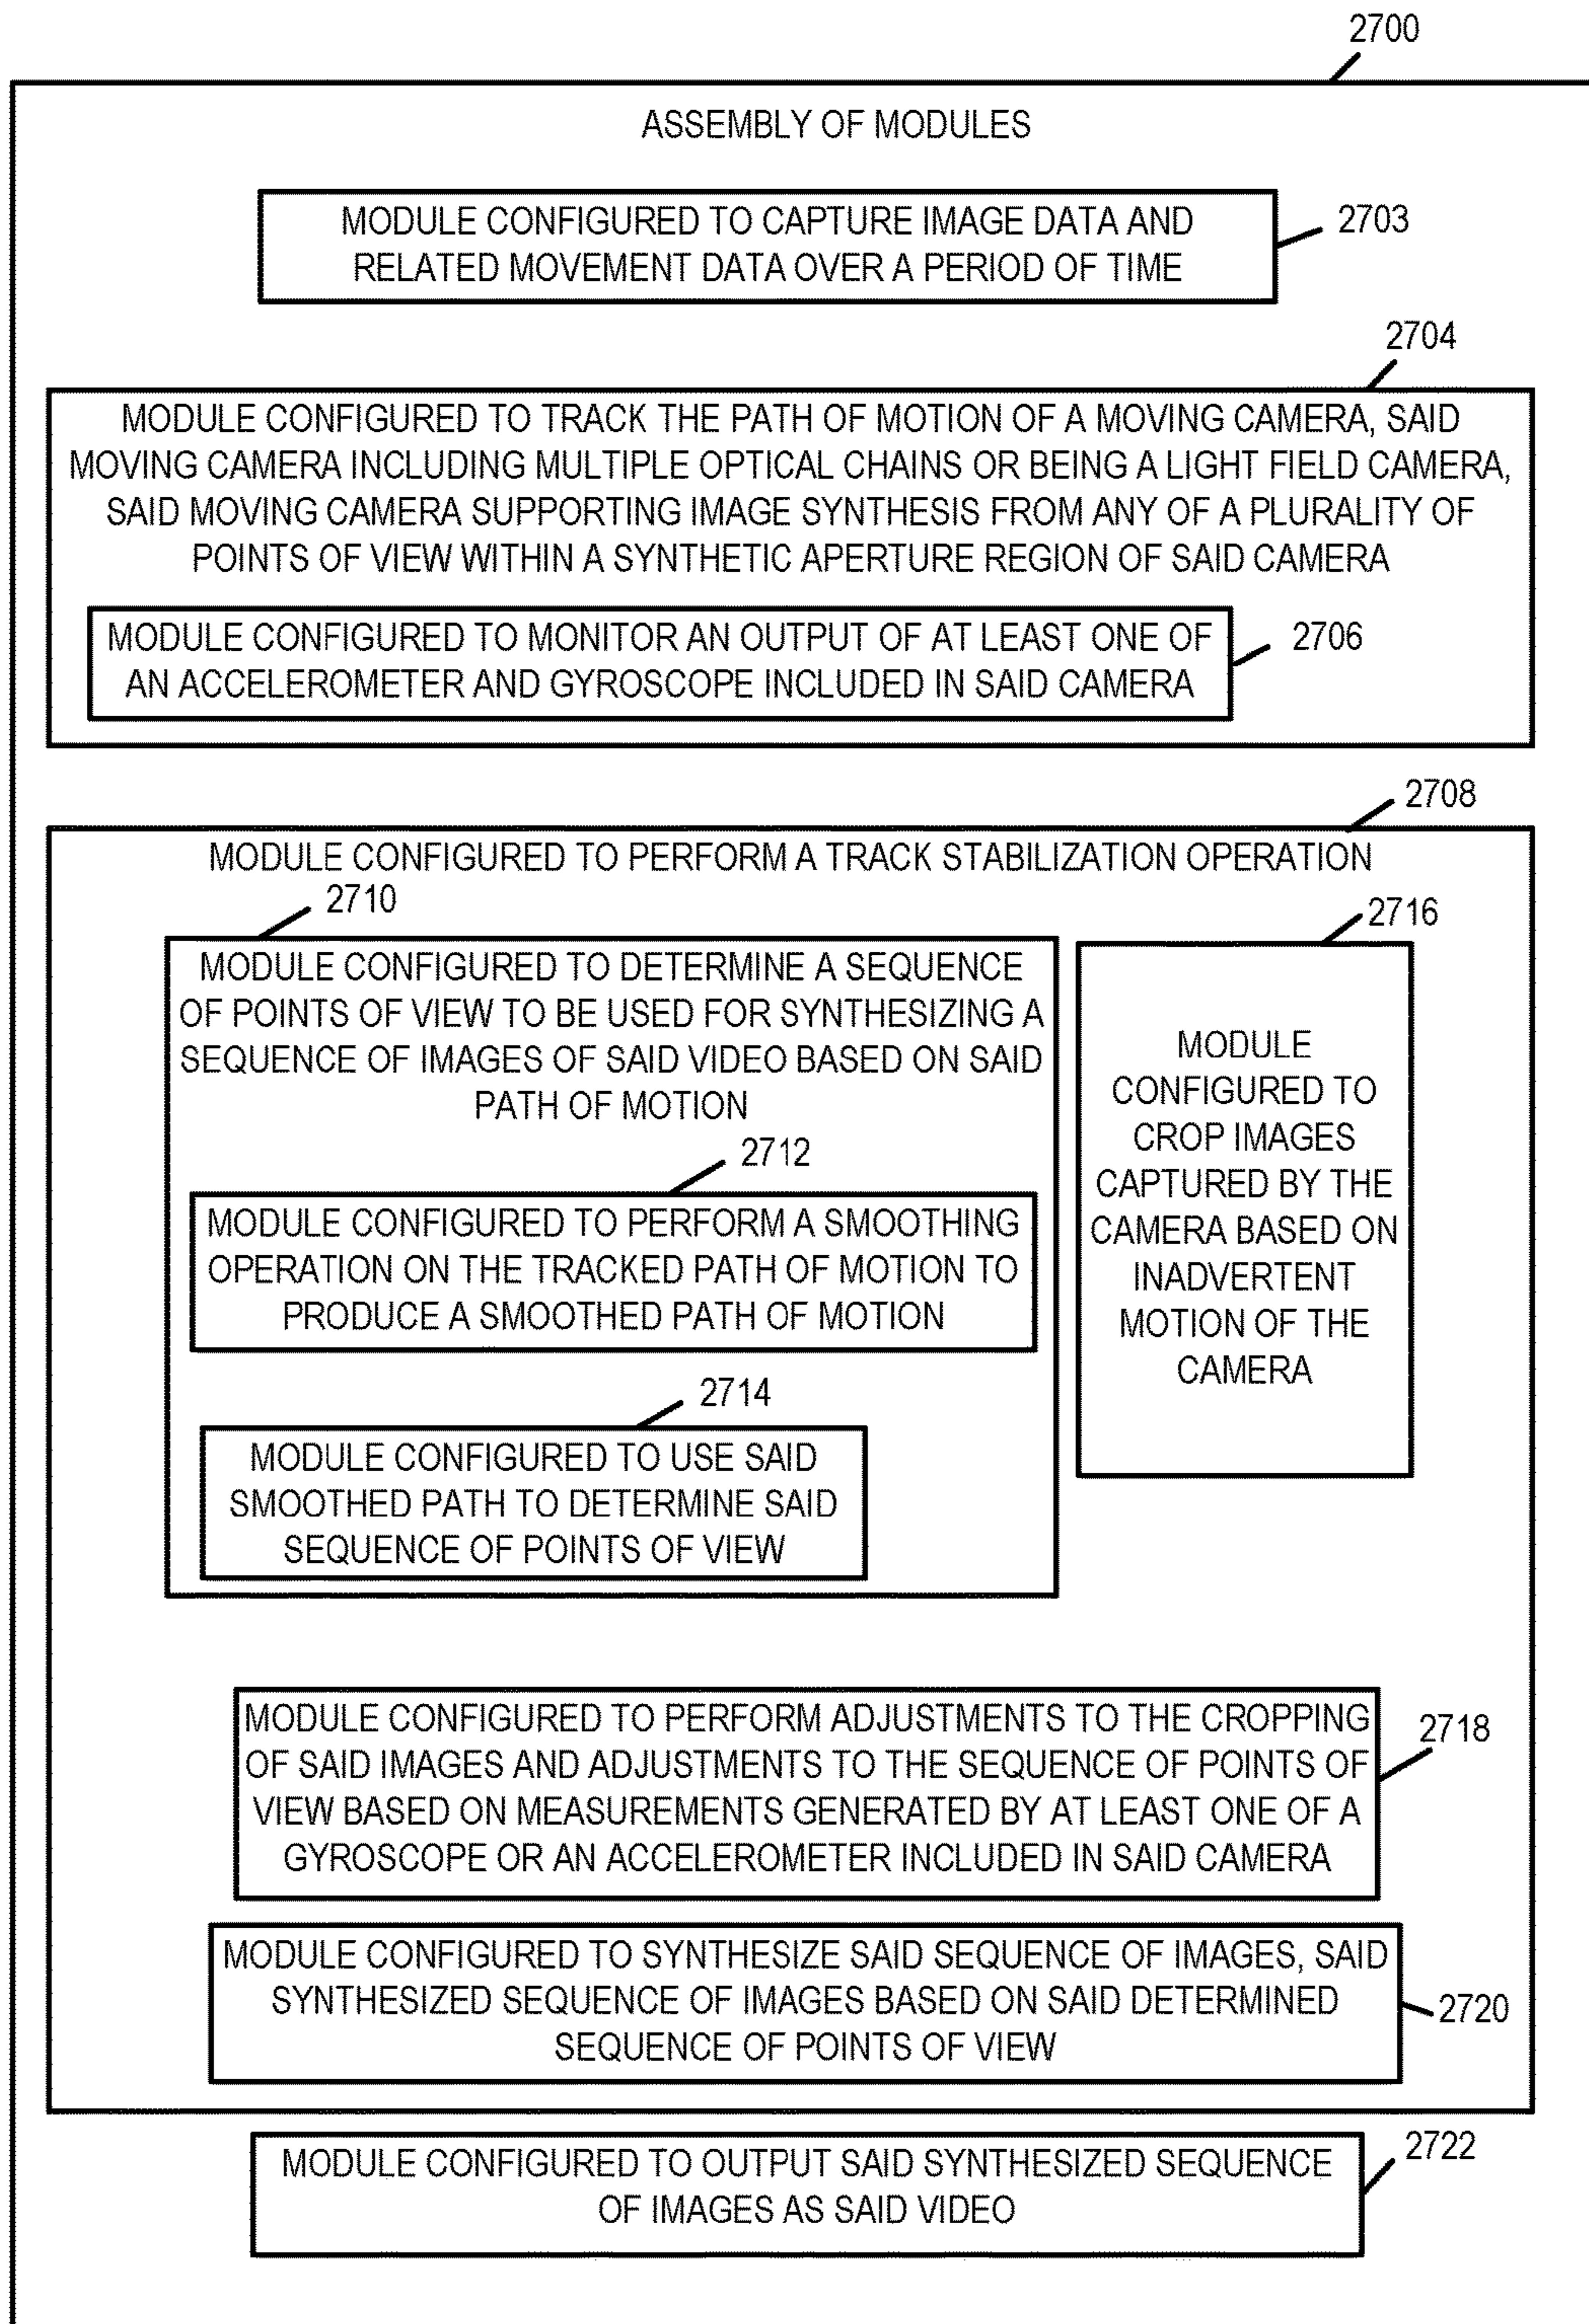 2700
ASSEMBLY OF MODULES
MODULE CONFIGURED TO CAPTURE IMAGE DATA AND
RELATED MOVEMENT DATA OVER A PERIOD OF TIME
2703
2704
MODULE CONFIGURED TO TRACK THE PATH OF MOTION OF A MOVING CAMERA, SAID
MOVING CAMERA INCLUDING MULTIPLE OPTICAL CHAINS OR BEING A LIGHT FIELD CAMERA,
SAID MOVING CAMERA SUPPORTING IMAGE SYNTHESIS FROM ANY OF A PLURALITY OF
POINTS OF VIEW WITHIN A SYNTHETIC APERTURE REGION OF SAID CAMERA
MODULE CONFIGURED TO MONITOR AN OUTPUT OF AT LEAST ONE OF
AN ACCELEROMETER AND GYROSCOPE INCLUDED IN SAID CAMERA
2706
2708
MODULE CONFIGURED TO PERFORM A TRACK STABILIZATION OPERATION
2710
MODULE CONFIGURED TO DETERMINE A SEQUENCE
OF POINTS OF VIEW TO BE USED FOR SYNTHESIZING A
SEQUENCE OF IMAGES OF SAID VIDEO BASED ON SAID
PATH OF MOTION
2712
MODULE CONFIGURED TO PERFORM A SMOOTHING
OPERATION ON THE TRACKED PATH OF MOTION TO
PRODUCE A SMOOTHED PATH OF MOTION
2714
MODULE CONFIGURED TO USE SAID
SMOOTHED PATH TO DETERMINE SAID
SEQUENCE OF POINTS OF VIEW
2716
MODULE
CONFIGURED TO
CROP IMAGES
CAPTURED BY THE
CAMERA BASED ON
INADVERTENT
MOTION OF THE
CAMERA
MODULE CONFIGURED TO PERFORM ADJUSTMENTS TO THE CROPPING
OF SAID IMAGES AND ADJUSTMENTS TO THE SEQUENCE OF POINTS OF
VIEW BASED ON MEASUREMENTS GENERATED BY AT LEAST ONE OF A
GYROSCOPE OR AN ACCELEROMETER INCLUDED IN SAID CAMERA
2718
MODULE CONFIGURED TO SYNTHESIZE SAID SEQUENCE OF IMAGES, SAID
SYNTHESIZED SEQUENCE OF IMAGES BASED ON SAID DETERMINED
SEQUENCE OF POINTS OF VIEW
2720
MODULE CONFIGURED TO OUTPUT SAID SYNTHESIZED SEQUENCE
OF IMAGES AS SAID VIDEO
2722